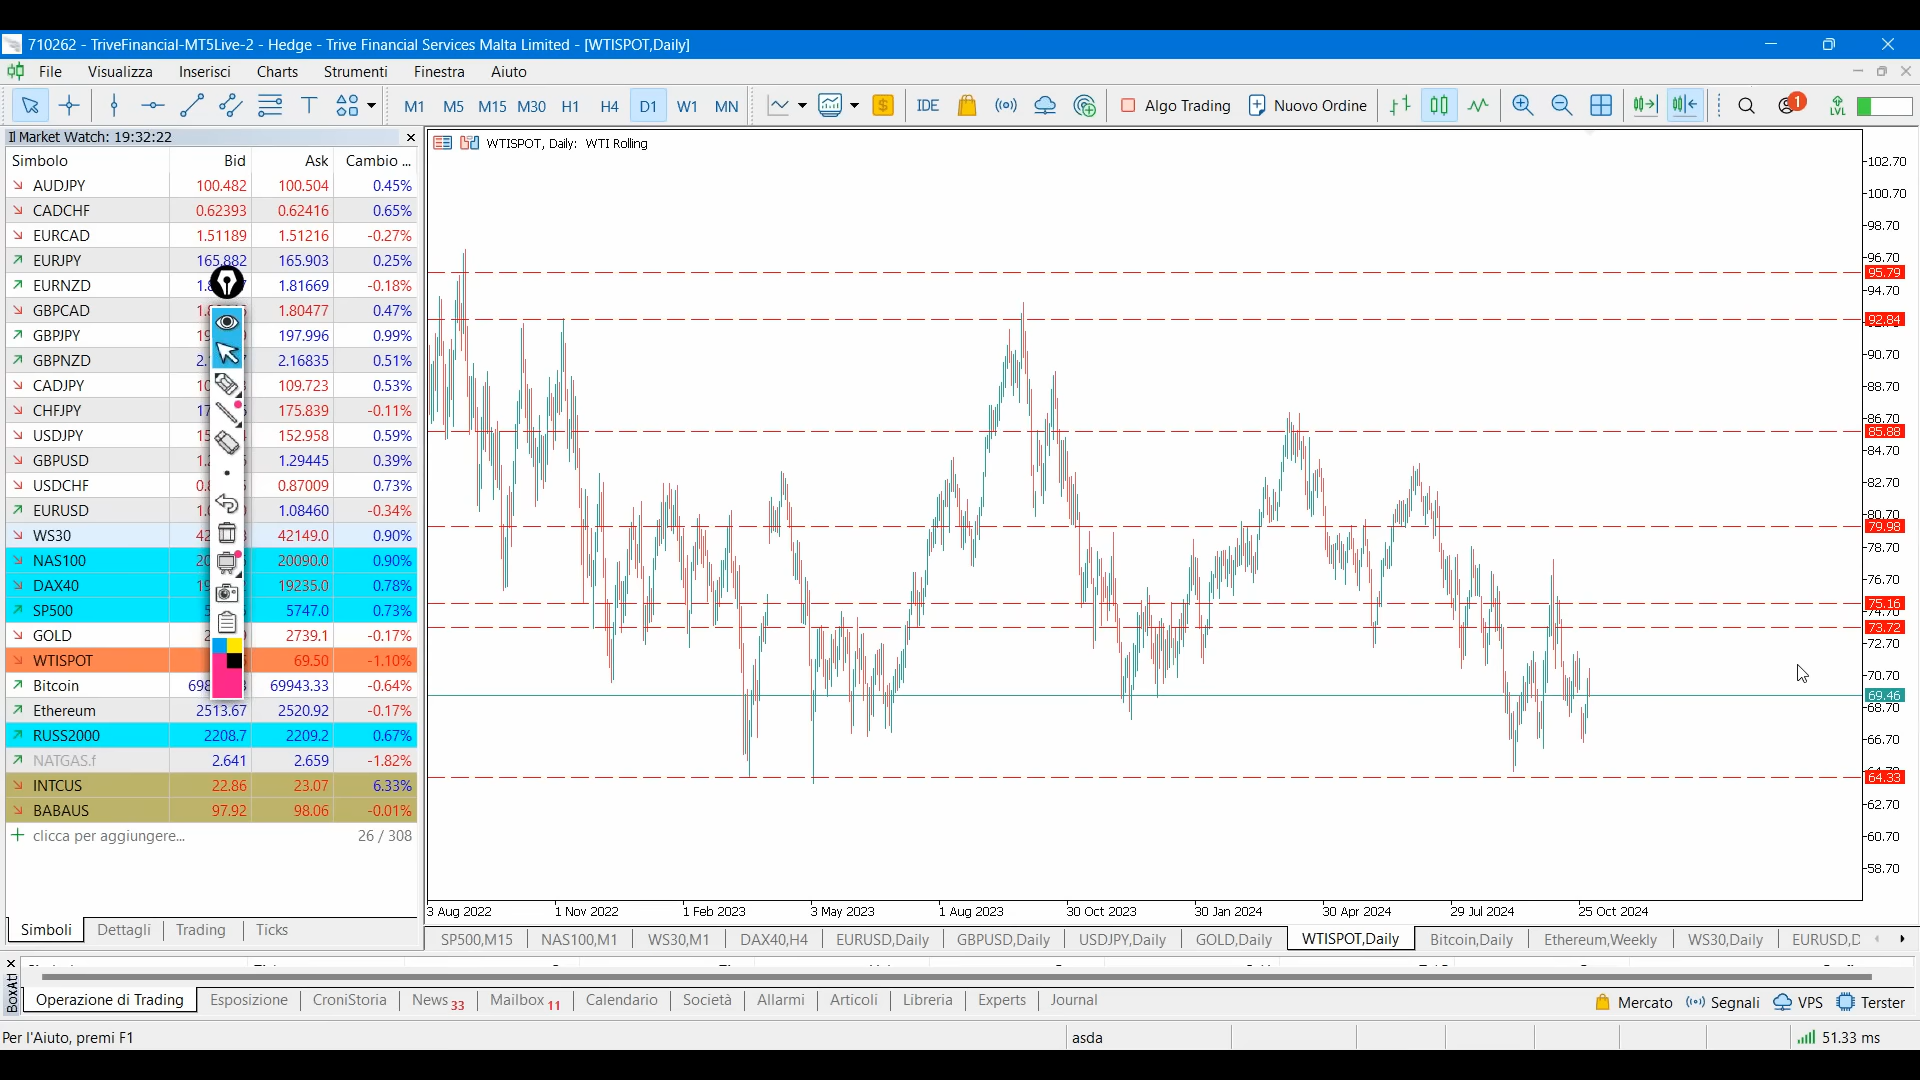 710262 - TriveFinancial-MT5Live-2 - Hedge - Trive Financial Services Malta Limited - [WTISPOT,Daily]
File Visualizza Inserisci Charts Strumenti Finestra Aiuto
M1 M5 M15 M30 H1 H4 D1 W1 MN IDE Algo Trading Nuovo Ordine 1 LVL
Market Watch: 19:32:22
Simbolo Bid Ask Cambio ...
AUDJPY 100.482 100.504 0.45%
CADCHF 0.62393 0.62416 0.65%
EURCAD 1.51189 1.51216 -0.27%
EURJPY 165.882 165.903 0.25%
EURNZD 1.81669 -0.18%
GBPCAD 1.80477 0.47%
GBPJPY 197.996 0.99%
GBPNZD 2.16835 0.51%
CADJPY 109.723 0.53%
CHFJPY 175.839 -0.11%
USDJPY 152.958 0.59%
GBPUSD 1.29445 0.39%
USDCHF 0.87009 0.73%
EURUSD 1.08460 -0.34%
WS30 42149.0 0.90%
NAS100 20090.0 0.90%
DAX40 19235.0 0.78%
SP500 5747.0 0.73%
GOLD 2739.1 -0.17%
WTISPOT 69.50 -1.10%
Bitcoin 69943.33 -0.64%
Ethereum 2513.67 2520.92 -0.17%
RUSS2000 2208.7 2209.2 0.67%
NATGAS.f 2.641 2.659 -1.82%
INTCUS 22.86 23.07 6.33%
BABAUS 97.92 98.06 -0.01%
clicca per aggiungere... 26 / 308
Simboli Dettagli Trading Ticks
WTISPOT, Daily: WTI Rolling
102.70
100.70
98.70
96.70
95.79
94.70
92.84
90.70
88.70
86.70
85.88
84.70
82.70
80.70
79.98
78.70
76.70
75.16
74.70
73.72
72.70
70.70
69.46
68.70
66.70
64.33
62.70
60.70
58.70
3 Aug 2022 1 Nov 2022 1 Feb 2023 3 May 2023 1 Aug 2023 30 Oct 2023 30 Jan 2024 30 Apr 2024 29 Jul 2024 25 Oct 2024
SP500,M15 NAS100,M1 WS30,M1 DAX40,H4 EURUSD,Daily GBPUSD,Daily USDJPY,Daily GOLD,Daily WTISPOT,Daily Bitcoin,Daily Ethereum,Weekly WS30,Daily EURUSD,D
Operazione di Trading Esposizione CroniStoria News 33 Mailbox 11 Calendario Società Allarmi Articoli Libreria Experts Journal Mercato Segnali VPS Terster
Per l'Aiuto, premi F1 asda 51.33 ms